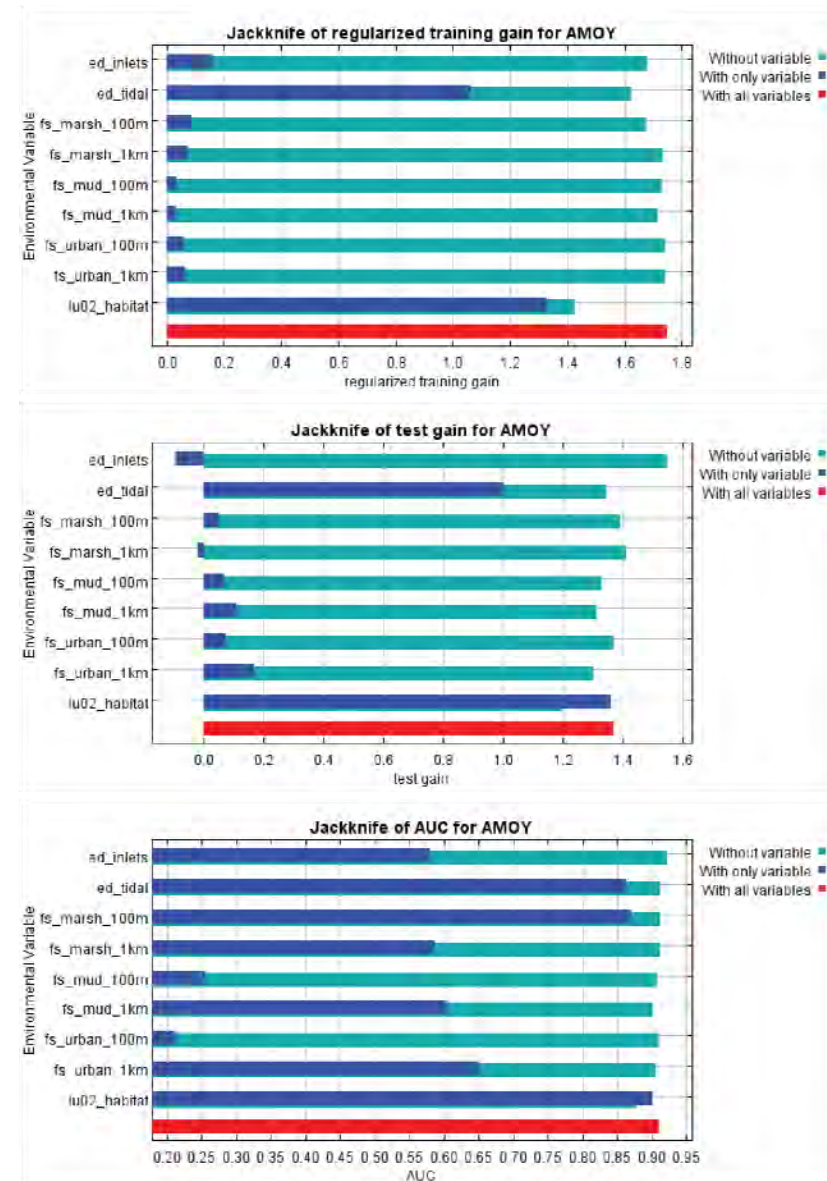 Jackknife of regularized training gain for AMOY
Environmental Variable
ed_inlets
ed_tidal
fs_marsh_100m
fs_marsh_1km
fs_mud_100m
fs_mud_1km
fs_urban_100m
fs_urban_1km
lu02_habitat
Without variable
With only variable
With all variables
0.0 0.2 0.4 0.6 0.8 1.0 1.2 1.4 1.6 1.8
regularized training gain
Jackknife of test gain for AMOY
Environmental Variable
ed_inlets
ed_tidal
fs_marsh_100m
fs_marsh_1km
fs_mud_100m
fs_mud_1km
fs_urban_100m
fs_urban_1km
lu02_habitat
Without variable
With only variable
With all variables
0.0 0.2 0.4 0.6 0.8 1.0 1.2 1.4 1.6
test gain
Jackknife of AUC for AMOY
Environmental Variable
ed_inlets
ed_tidal
fs_marsh_100m
fs_marsh_1km
fs_mud_100m
fs_mud_1km
fs_urban_100m
fs_urban_1km
lu02_habitat
Without variable
With only variable
With all variables
0.20 0.25 0.30 0.35 0.40 0.45 0.50 0.55 0.60 0.65 0.70 0.75 0.80 0.85 0.90 0.95
AUC